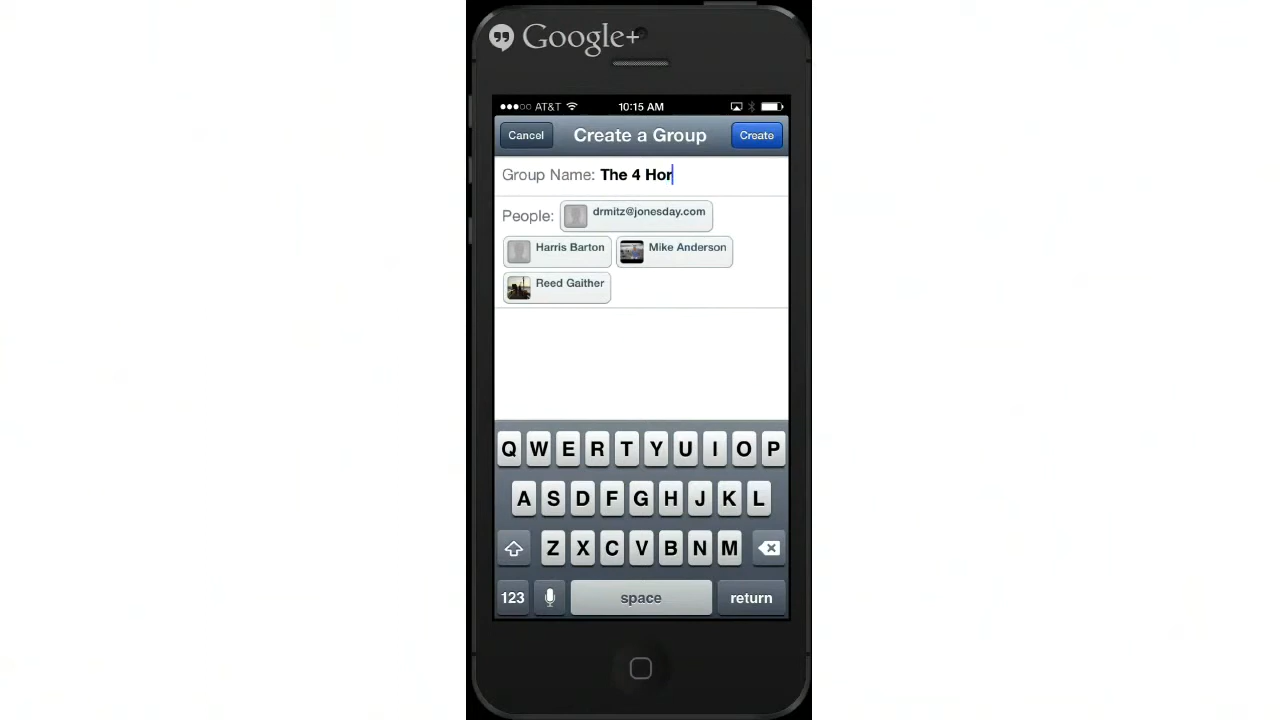 Google+
AT&T 10:15 AM
Cancel Create a Group Create
Group Name: The 4 Hor
People: drmitz@jonesday.com
Harris Barton Mike Anderson
Reed Gaither
Q W E R T Y U I O P
A S D F G H J K L
Z X C V B N M
123 space return